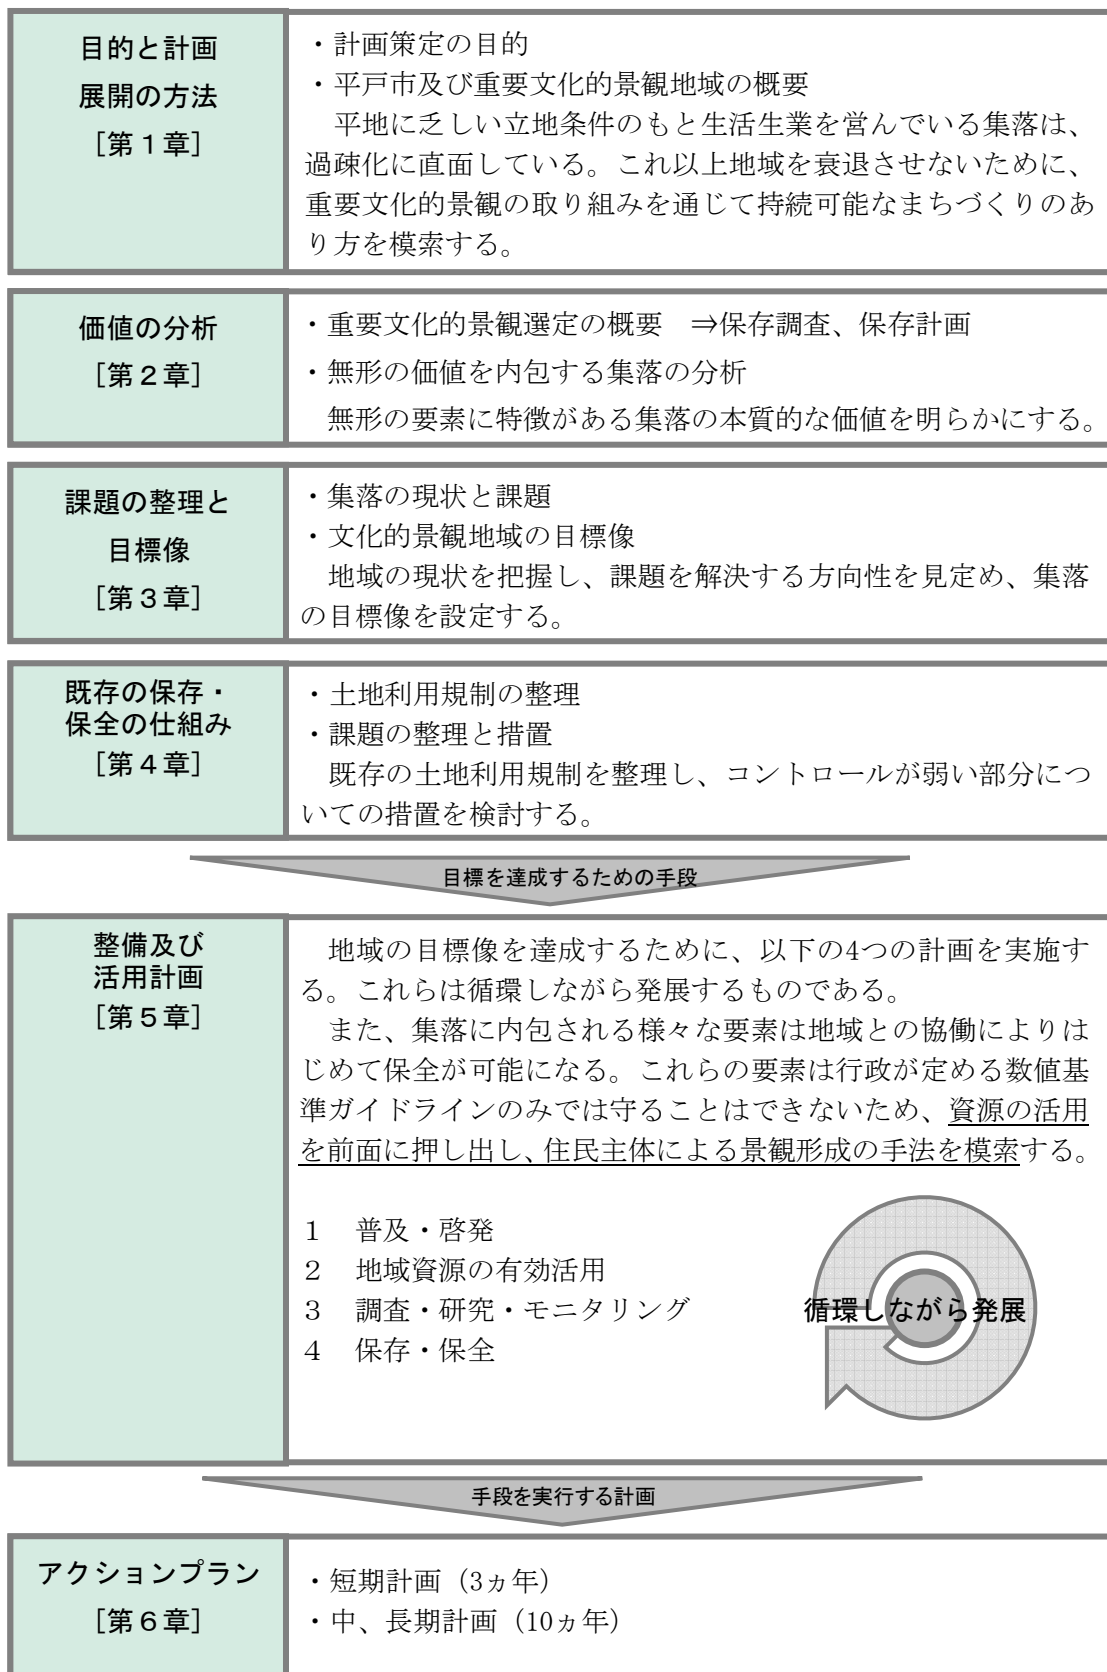 目的と計画
展開の方法
［第１章］
・計画策定の目的
・平戸市及び重要文化的景観地域の概要
　平地に乏しい立地条件のもと生活生業を営んでいる集落は、
過疎化に直面している。これ以上地域を衰退させないために、
重要文化的景観の取り組みを通じて持続可能なまちづくりのあ
り方を模索する。
価値の分析
［第２章］
・重要文化的景観選定の概要　⇒保存調査、保存計画
・無形の価値を内包する集落の分析
　無形の要素に特徴がある集落の本質的な価値を明らかにする。
課題の整理と
目標像
［第３章］
・集落の現状と課題
・文化的景観地域の目標像
　地域の現状を把握し、課題を解決する方向性を見定め、集落
の目標像を設定する。
既存の保存・
保全の仕組み
［第４章］
・土地利用規制の整理
・課題の整理と措置
　既存の土地利用規制を整理し、コントロールが弱い部分につ
いての措置を検討する。
目標を達成するための手段
整備及び
活用計画
［第５章］
　地域の目標像を達成するために、以下の4つの計画を実施す
る。これらは循環しながら発展するものである。
　また、集落に内包される様々な要素は地域との協働によりは
じめて保全が可能になる。これらの要素は行政が定める数値基
準ガイドラインのみでは守ることはできないため、資源の活用
を前面に押し出し、住民主体による景観形成の手法を模索する。
１　普及・啓発
２　地域資源の有効活用
３　調査・研究・モニタリング
４　保存・保全
循環しながら発展
手段を実行する計画
アクションプラン
［第６章］
・短期計画（3ヵ年）
・中、長期計画（10ヵ年）